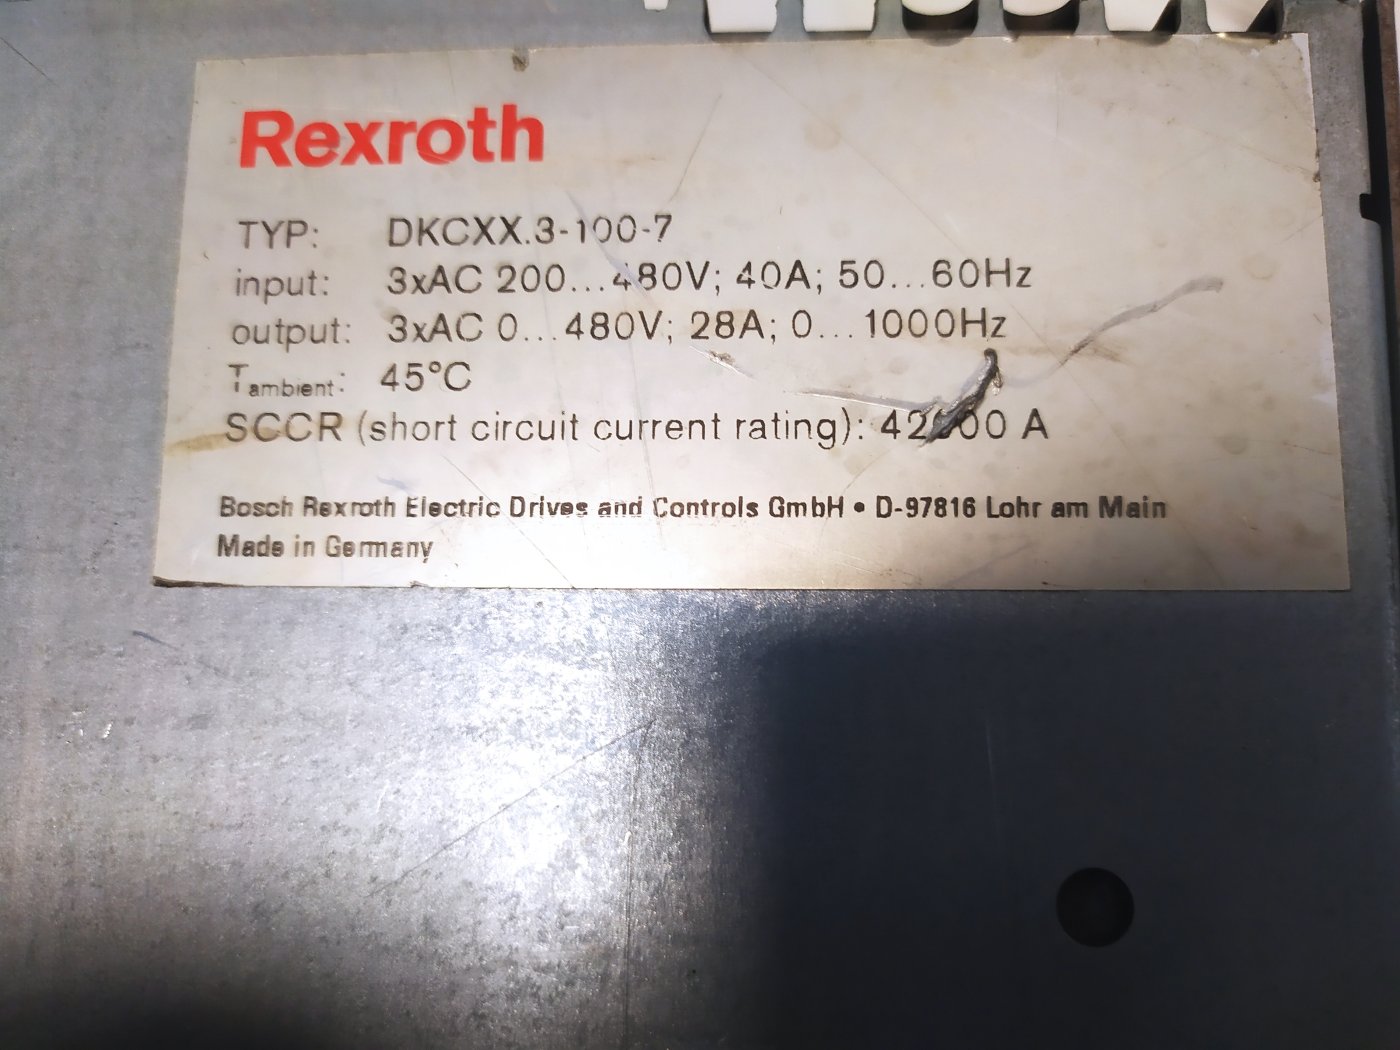 Rexroth
TYP: DKCXX.3-100-7
input: 3xAC 200...480V; 40A; 50...60Hz
output: 3xAC 0...480V; 28A; 0...1000Hz
Tambient: 45°C
SCCR (short circuit current rating): 42000 A
Bosch Rexroth Electric Drives and Controls GmbH • D-97816 Lohr am Main
Made in Germany